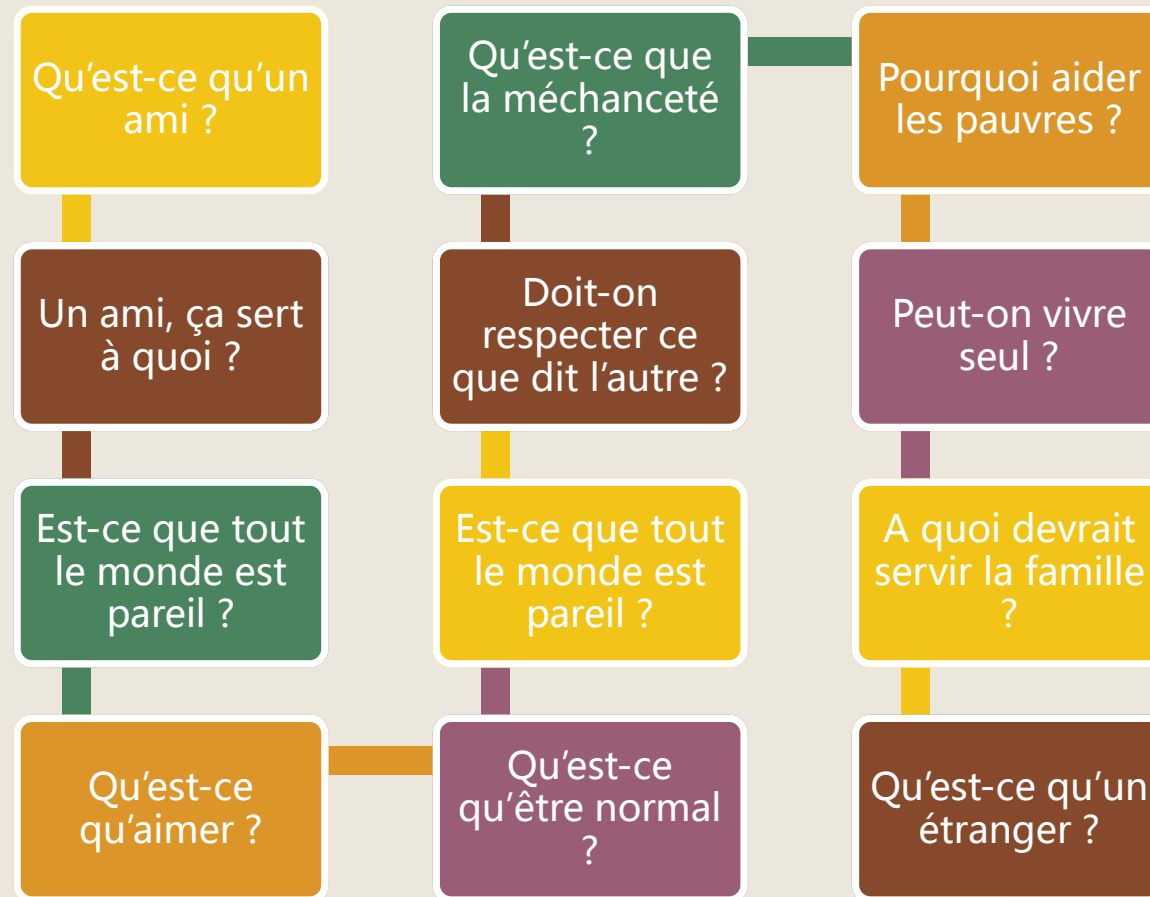 Qu’est-ce qu’un
ami ?
Un ami, ça sert
à quoi ?
Est-ce que tout
le monde est
pareil ?
Qu’est-ce
qu’aimer ?
Qu’est-ce
qu’être normal
?
Est-ce que tout
le monde est
pareil ?
Doit-on
respecter ce
que dit l’autre ?
Qu’est-ce que
la méchanceté
?
Pourquoi aider
les pauvres ?
Peut-on vivre
seul ?
A quoi devrait
servir la famille
?
Qu’est-ce qu’un
étranger ?